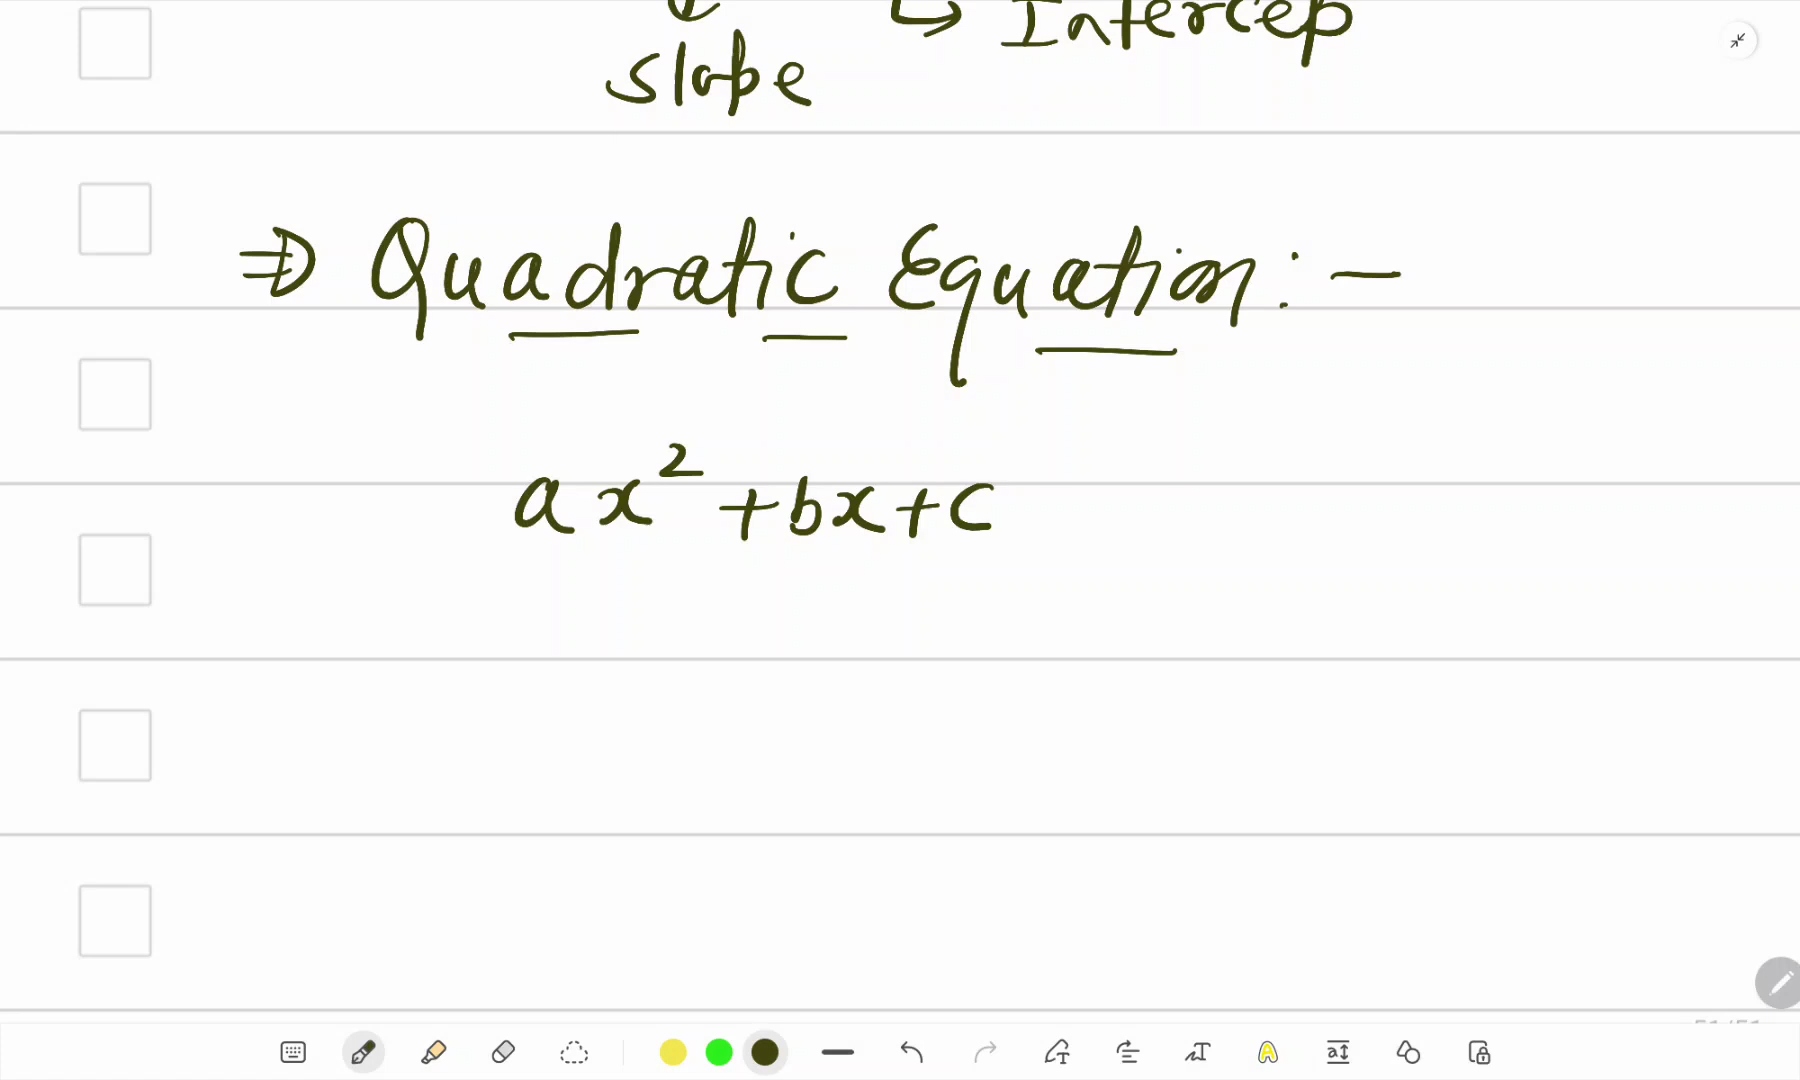 ↳ Intercep
slope
⇒ Quadratic Equation :-
ax² + bx + c